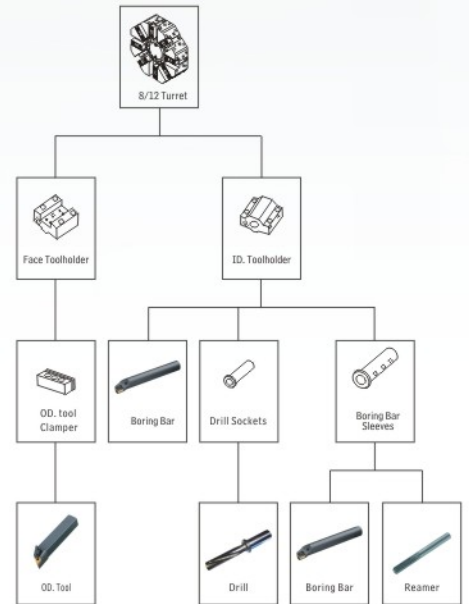 8/12 Turret
Face Toolholder
ID. Toolholder
OD. tool
Clamper
Boring Bar
Drill Sockets
Boring Bar
Sleeves
OD. Tool
Drill
Boring Bar
Reamer